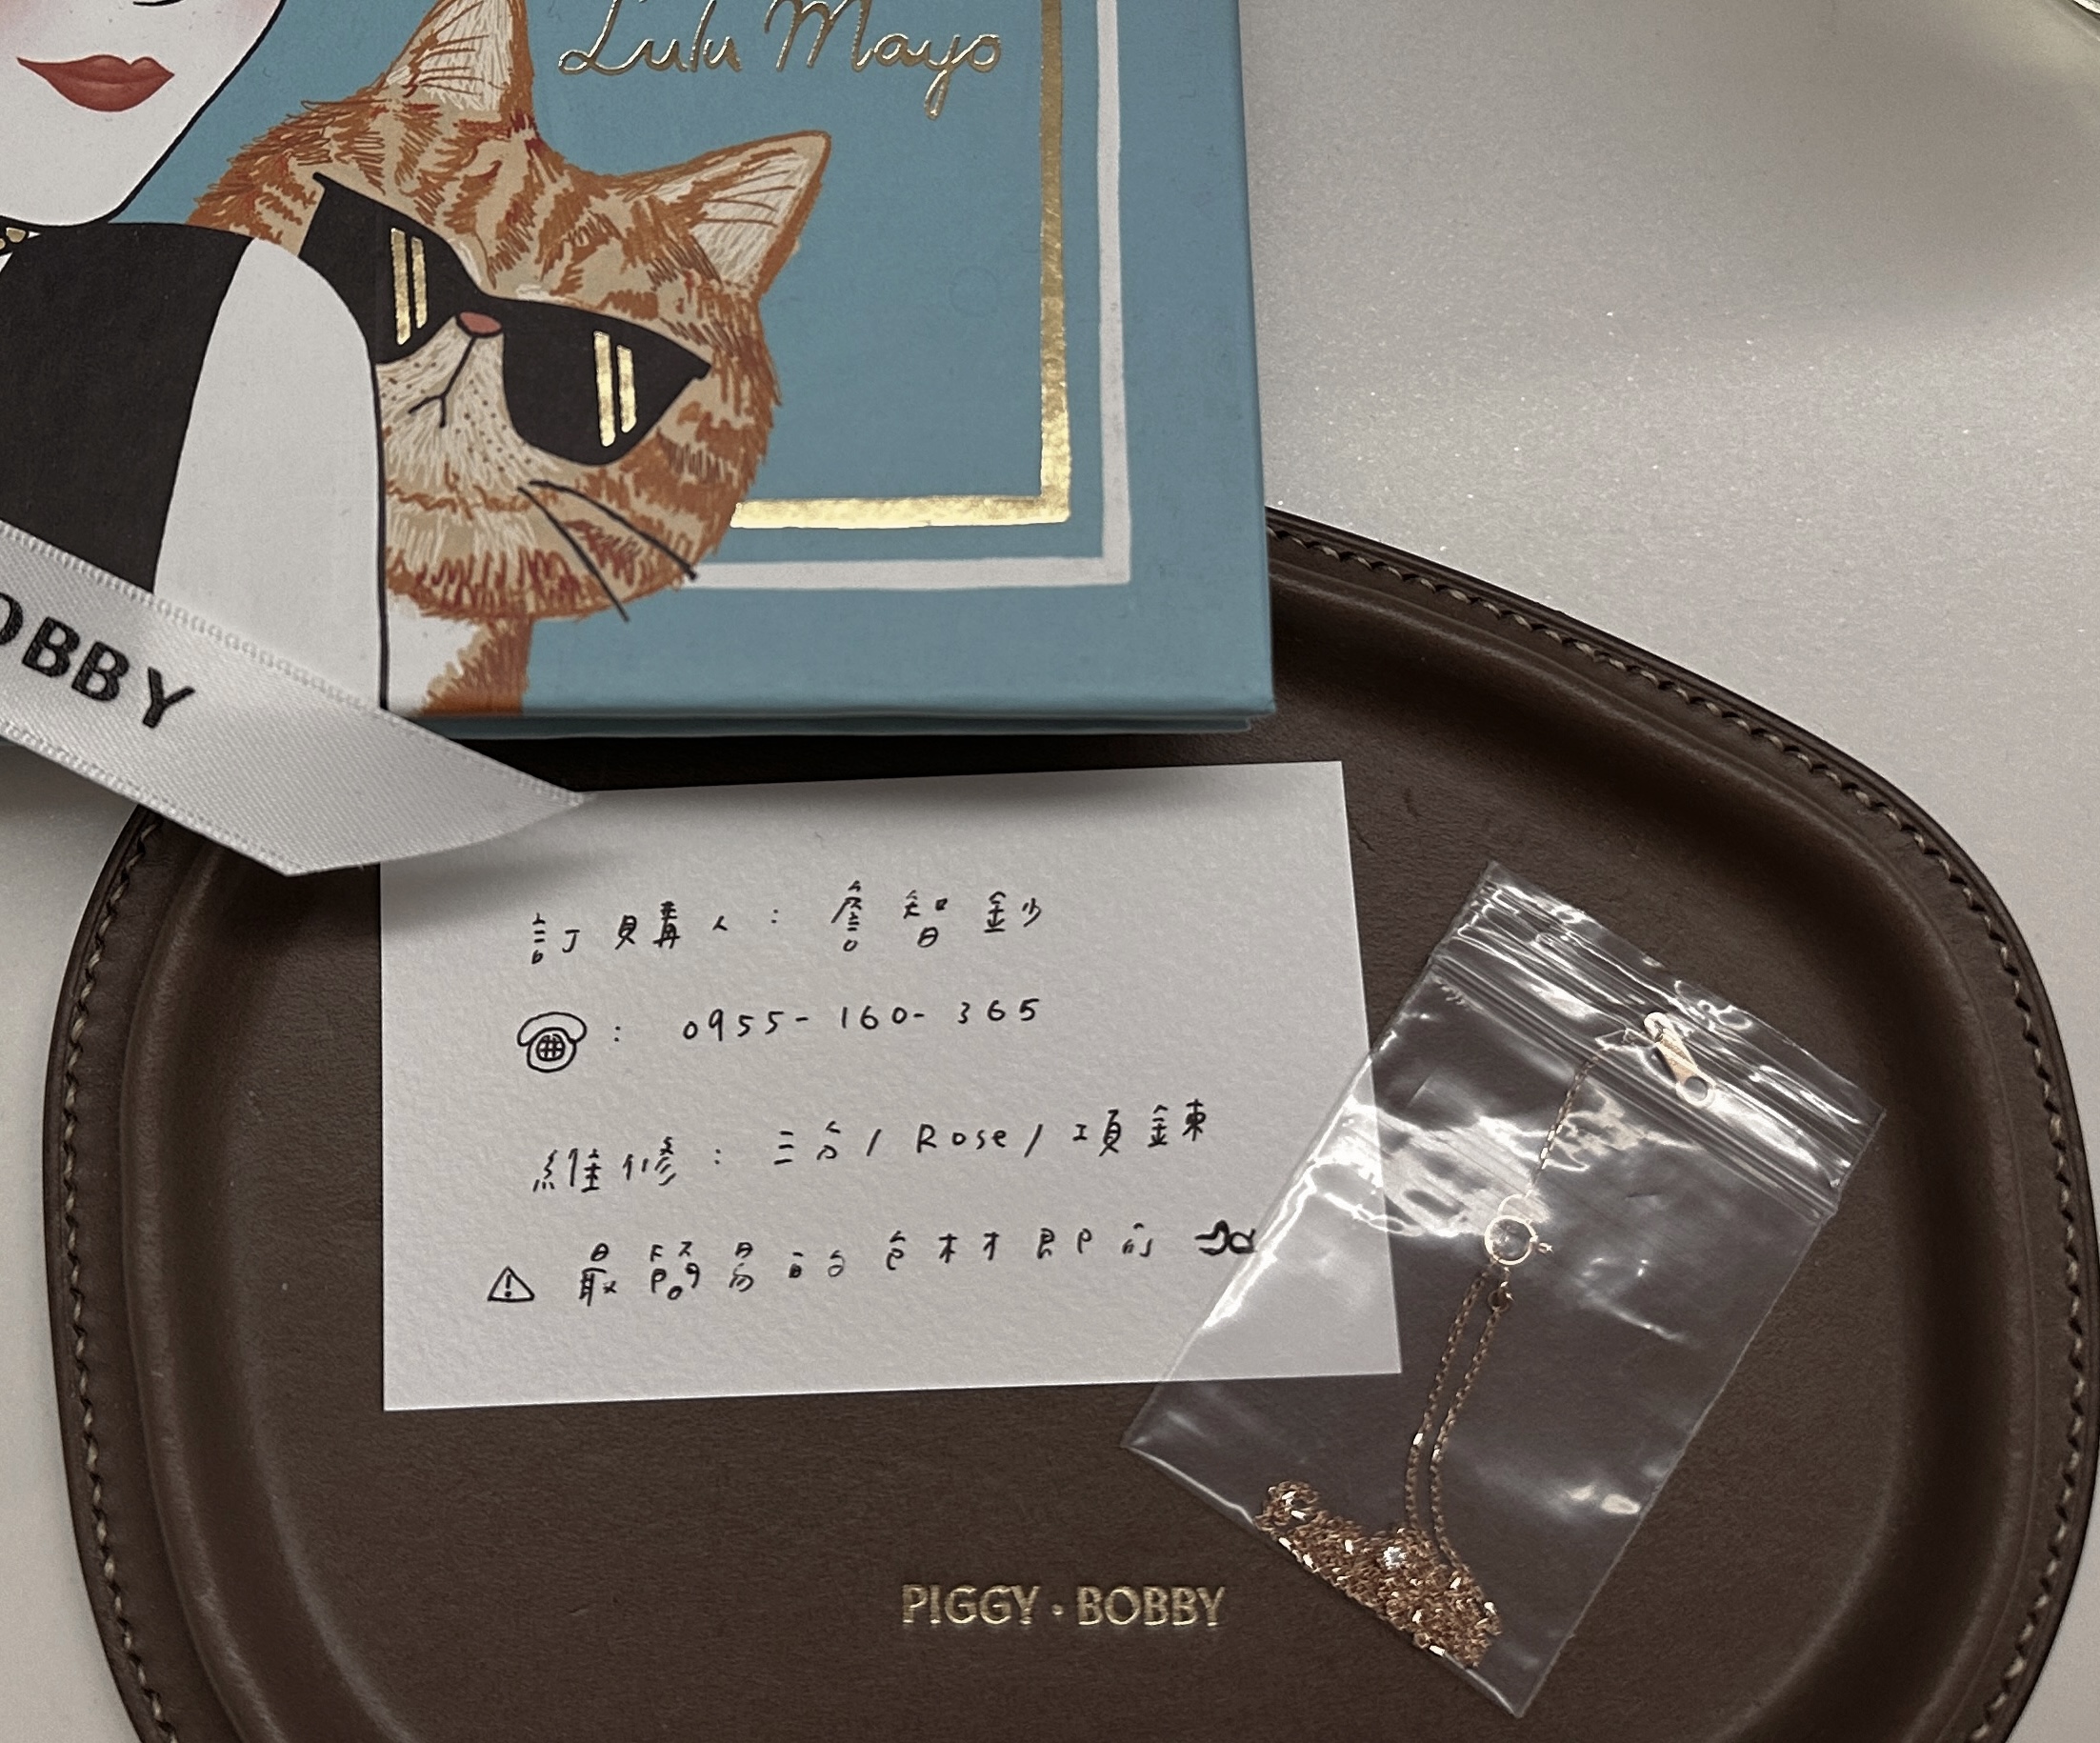 Lulu Mayo
OBBY
訂購人：詹智鈔
☎：0955-160-365
維修：三分/Rose/項鍊
⚠ 最簡易的包材即可
PIGGY·BOBBY